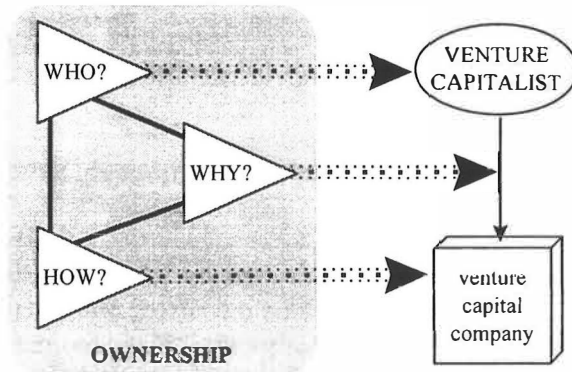 WHO?
VENTURE
CAPITALIST
WHY?
HOW?
venture
capital
company
OWNERSHIP